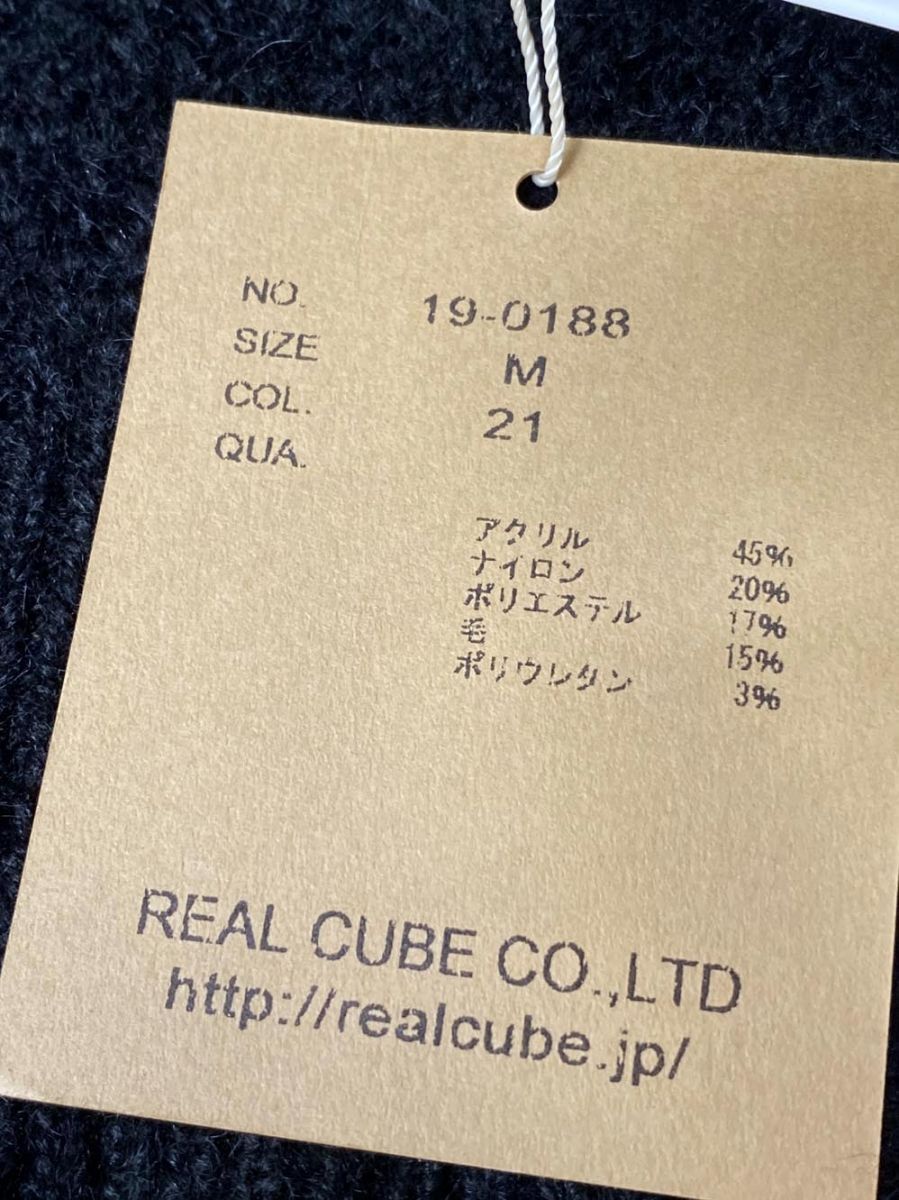 NO. 19-0188
SIZE M
COL. 21
QUA.
アクリル 45%
ナイロン 20%
ポリエステル 17%
毛 15%
ポリウレタン 3%
REAL CUBE CO.,LTD
http://realcube.jp/